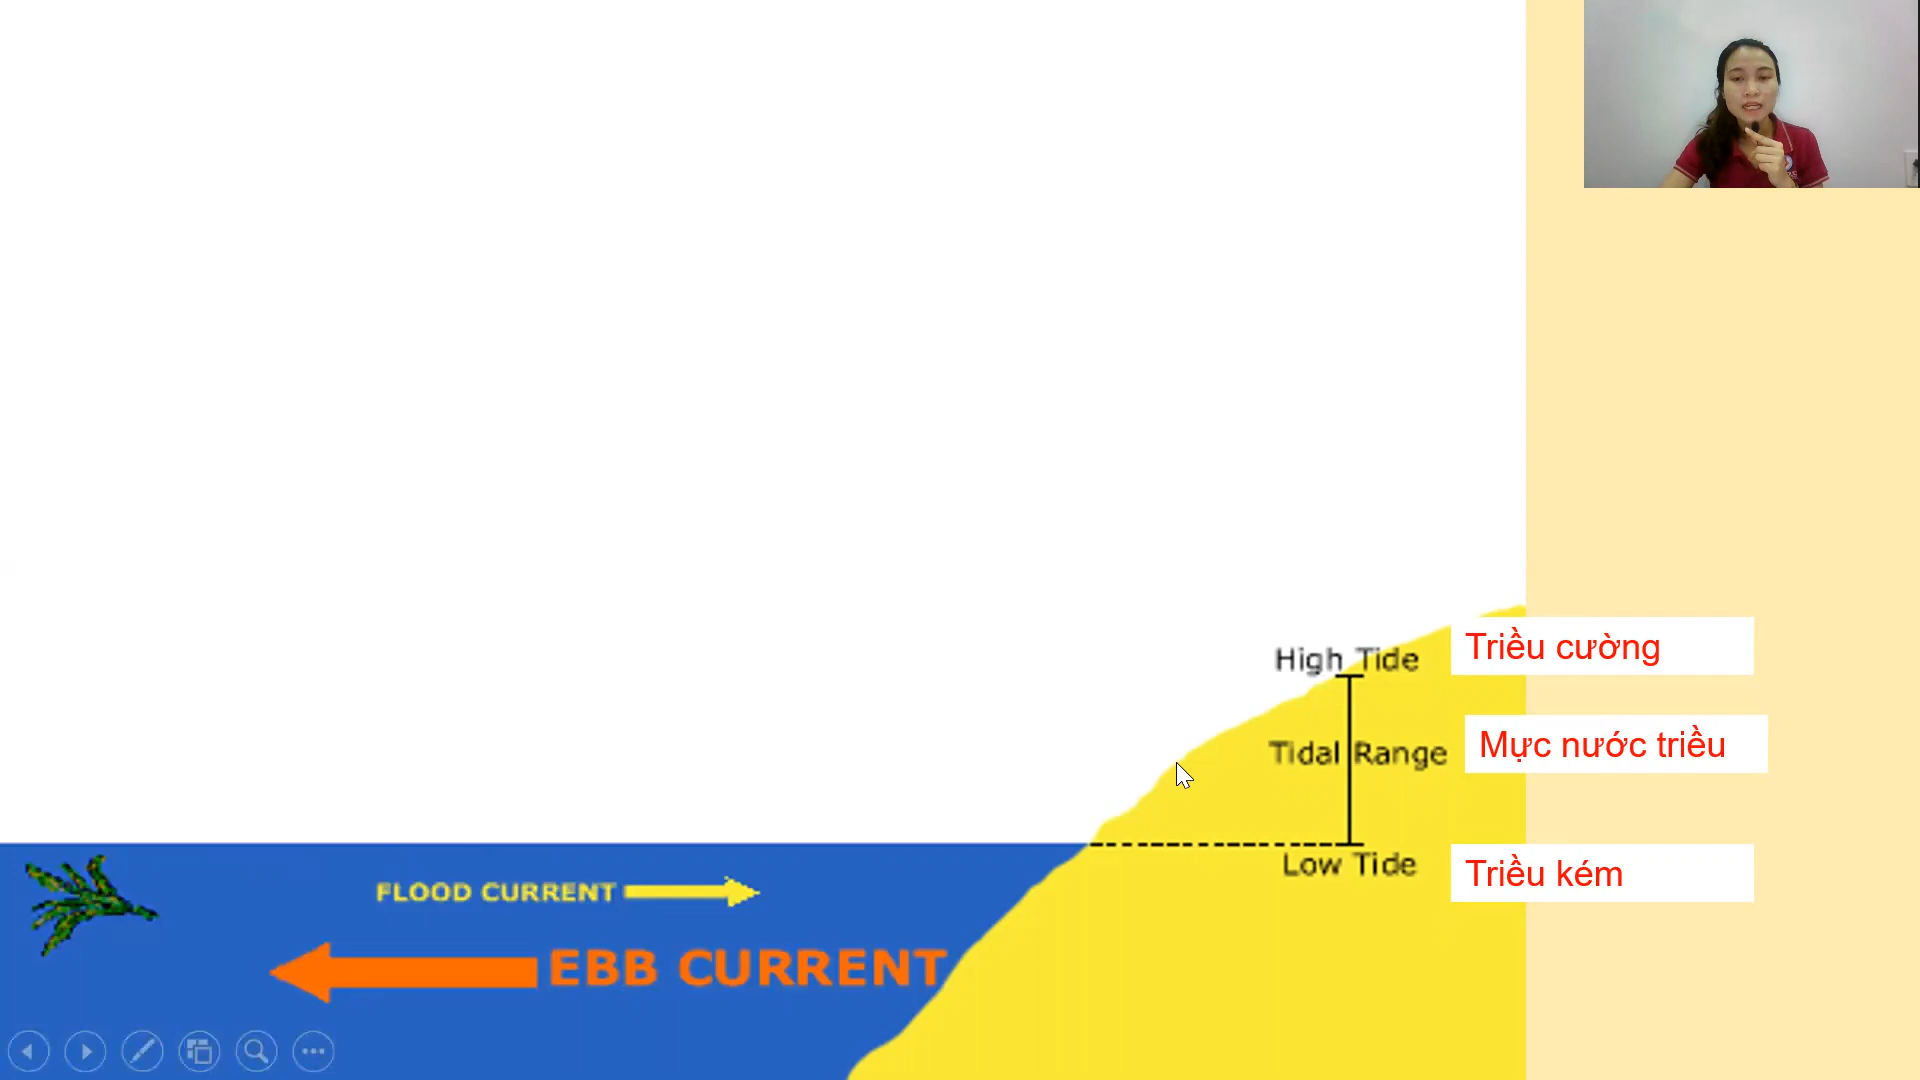 High Tide
Triều cường
Tidal Range
Mực nước triều
Low Tide
Triều kém
FLOOD CURRENT
EBB CURRENT